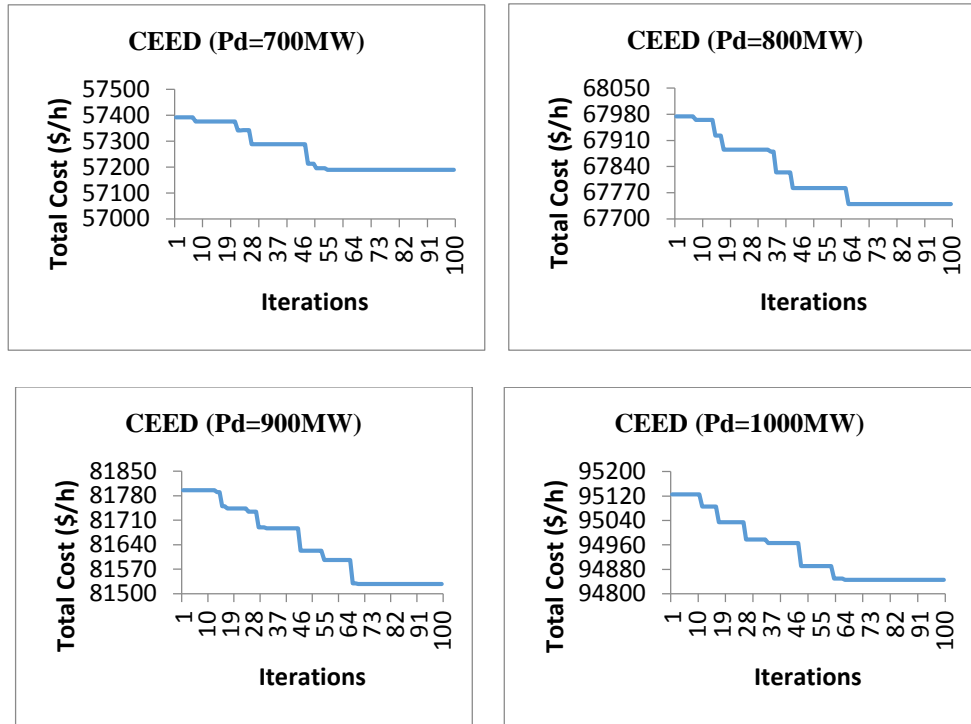 CEED (Pd=700MW)
Total Cost ($/h)
57500
57400
57300
57200
57100
57000
1 10 19 28 37 46 55 64 73 82 91 100
Iterations
CEED (Pd=800MW)
Total Cost ($/h)
68050
67980
67910
67840
67770
67700
1 10 19 28 37 46 55 64 73 82 91 100
Iterations
CEED (Pd=900MW)
Total Cost ($/h)
81850
81780
81710
81640
81570
81500
1 10 19 28 37 46 55 64 73 82 91 100
Iterations
CEED (Pd=1000MW)
Total Cost ($/h)
95200
95120
95040
94960
94880
94800
1 10 19 28 37 46 55 64 73 82 91 100
Iterations